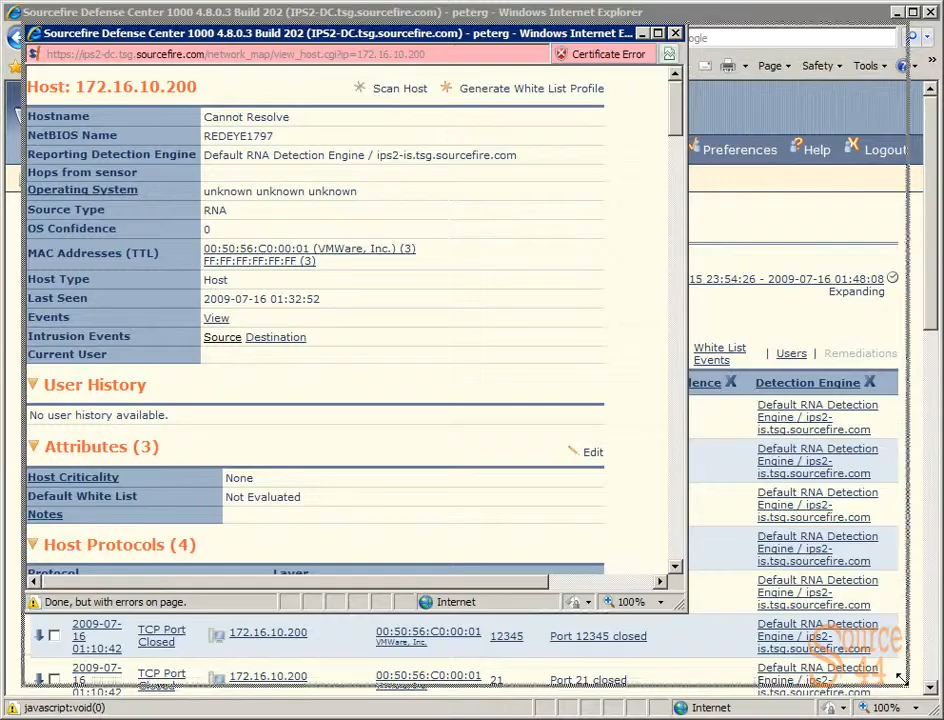 Sourcefire Defense Center 1000 4.8.0.3 Build 202 (IPS2-DC.tsg.sourcefire.com) - peterg - Windows Internet Explorer
Sourcefire Defense Center 1000 4.8.0.3 Build 202 (IPS2-DC.tsg.sourcefire.com) - peterg - Windows Internet E...
https://ips2-dc.tsg.sourcefire.com/network_map/view_host.cgi?ip=172.16.10.200
Certificate Error
Page
Safety
Tools
Host: 172.16.10.200
Scan Host
Generate White List Profile
Preferences
Help
Logout
Hostname Cannot Resolve
NetBIOS Name REDEYE1797
Reporting Detection Engine Default RNA Detection Engine / ips2-is.tsg.sourcefire.com
Hops from sensor
Operating System unknown unknown unknown
Source Type RNA
OS Confidence 0
MAC Addresses (TTL) 00:50:56:C0:00:01 (VMWare, Inc.) (3)
FF:FF:FF:FF:FF:FF (3)
Host Type Host
Last Seen 2009-07-16 01:32:52
Events View
Intrusion Events Source Destination
Current User
User History
No user history available.
Attributes (3)
Edit
Host Criticality None
Default White List Not Evaluated
Notes
Host Protocols (4)
Protocol Layer
Done, but with errors on page.
Internet
100%
15 23:54:26 - 2009-07-16 01:48:08
Expanding
White List Events | Users | Remediations
Detection Engine
Default RNA Detection
Engine / ips2-
is.tsg.sourcefire.com
Default RNA Detection
Engine / ips2-
is.tsg.sourcefire.com
Default RNA Detection
Engine / ips2-
is.tsg.sourcefire.com
Default RNA Detection
Engine / ips2-
is.tsg.sourcefire.com
Default RNA Detection
Engine / ips2-
is.tsg.sourcefire.com
2009-07-
16
01:10:42
TCP Port
Closed
172.16.10.200
00:50:56:C0:00:01
VMWare, Inc.
12345
Port 12345 closed
Default RNA Detection
Engine / ips2-
is.tsg.sourcefire.com
2009-07-
16
01:10:42
TCP Port
Closed
172.16.10.200
00:50:56:C0:00:01
21
Port 21 closed
Default RNA Detection
Engine / ips2-
is.tsg.sourcefire.com
Source
44
javascript:void(0)
Internet
100%